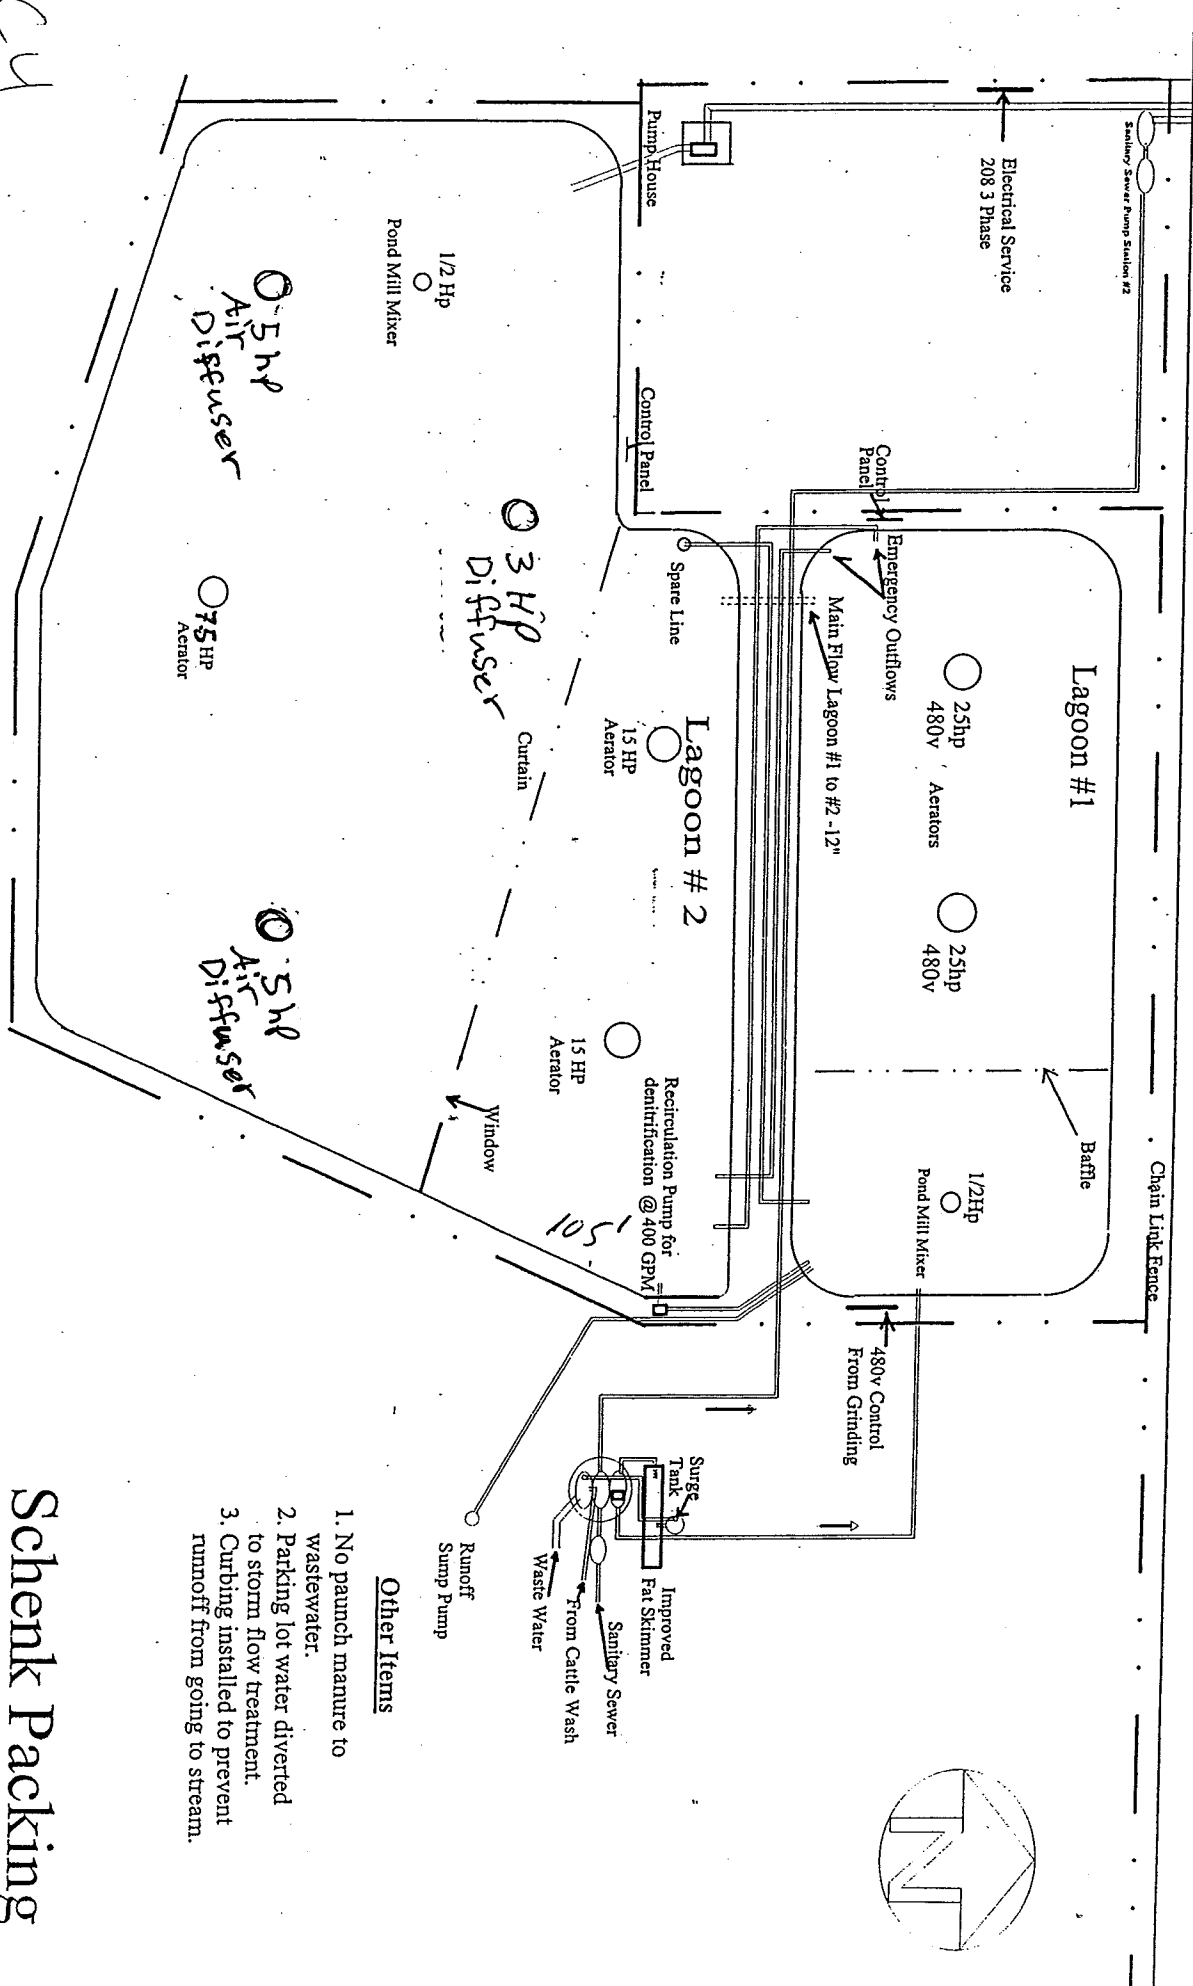 Sanitary Sewer Pump Station #2
Electrical Service
208 3 Phase
Pump House
Control Panel
Control
Panel
Emergency Outflows
Main Flow Lagoon #1 to #2 -12"
Spare Line
Lagoon #1
25hp
480v
Aerators
25hp
480v
Baffle
Chain Link Fence
1/2Hp
Pond Mill Mixer
480v Control
From Grinding
Lagoon # 2
15 HP
Aerator
15 HP
Aerator
Recirculation Pump for
denitrification @ 400 GPM
105'
Curtain
Window
1/2 Hp
Pond Mill Mixer
5 hp
Air
Diffuser
3 Hp
Diffuser
7.5 HP
Aerator
5 hp
Air
Diffuser
Surge
Tank
Improved
Fat Skimmer
Sanitary Sewer
From Cattle Wash
Waste Water
Runoff
Sump Pump
Other Items
1. No paunch manure to
wastewater.
2. Parking lot water diverted
to storm flow treatment.
3. Curbing installed to prevent
runnoff from going to stream.
N
Schenk Packing